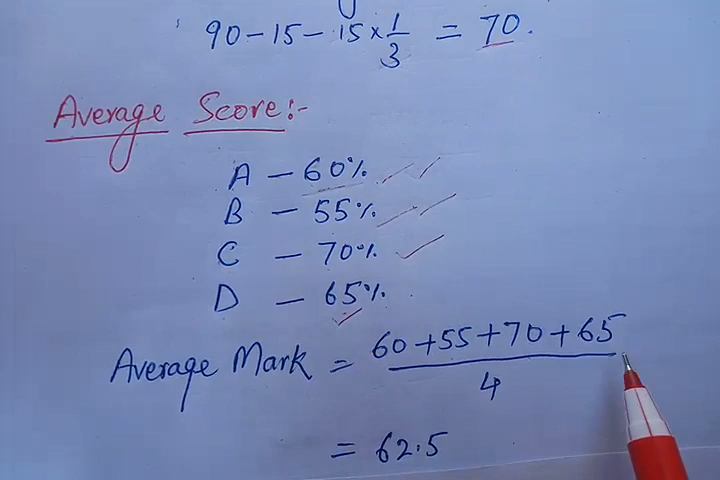 90 - 15 - 15 × 1/3 = 70.
Average Score:-
A - 60%
B - 55%
C - 70%
D - 65%
Average Mark = 60+55+70+65 / 4
= 62.5